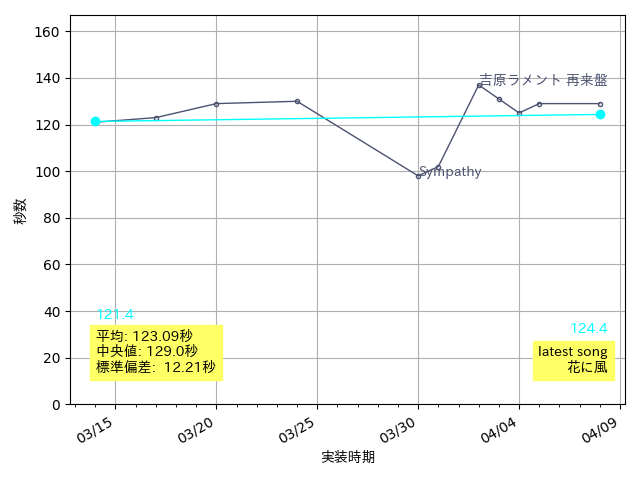 160
140
120
100
80
60
40
20
0
秒数
吉原ラメント 再来盤
Sympathy
121.4
124.4
平均: 123.09秒
中央値: 129.0秒
標準偏差:  12.21秒
latest song
花に風
03/15
03/20
03/25
03/30
04/04
04/09
実装時期